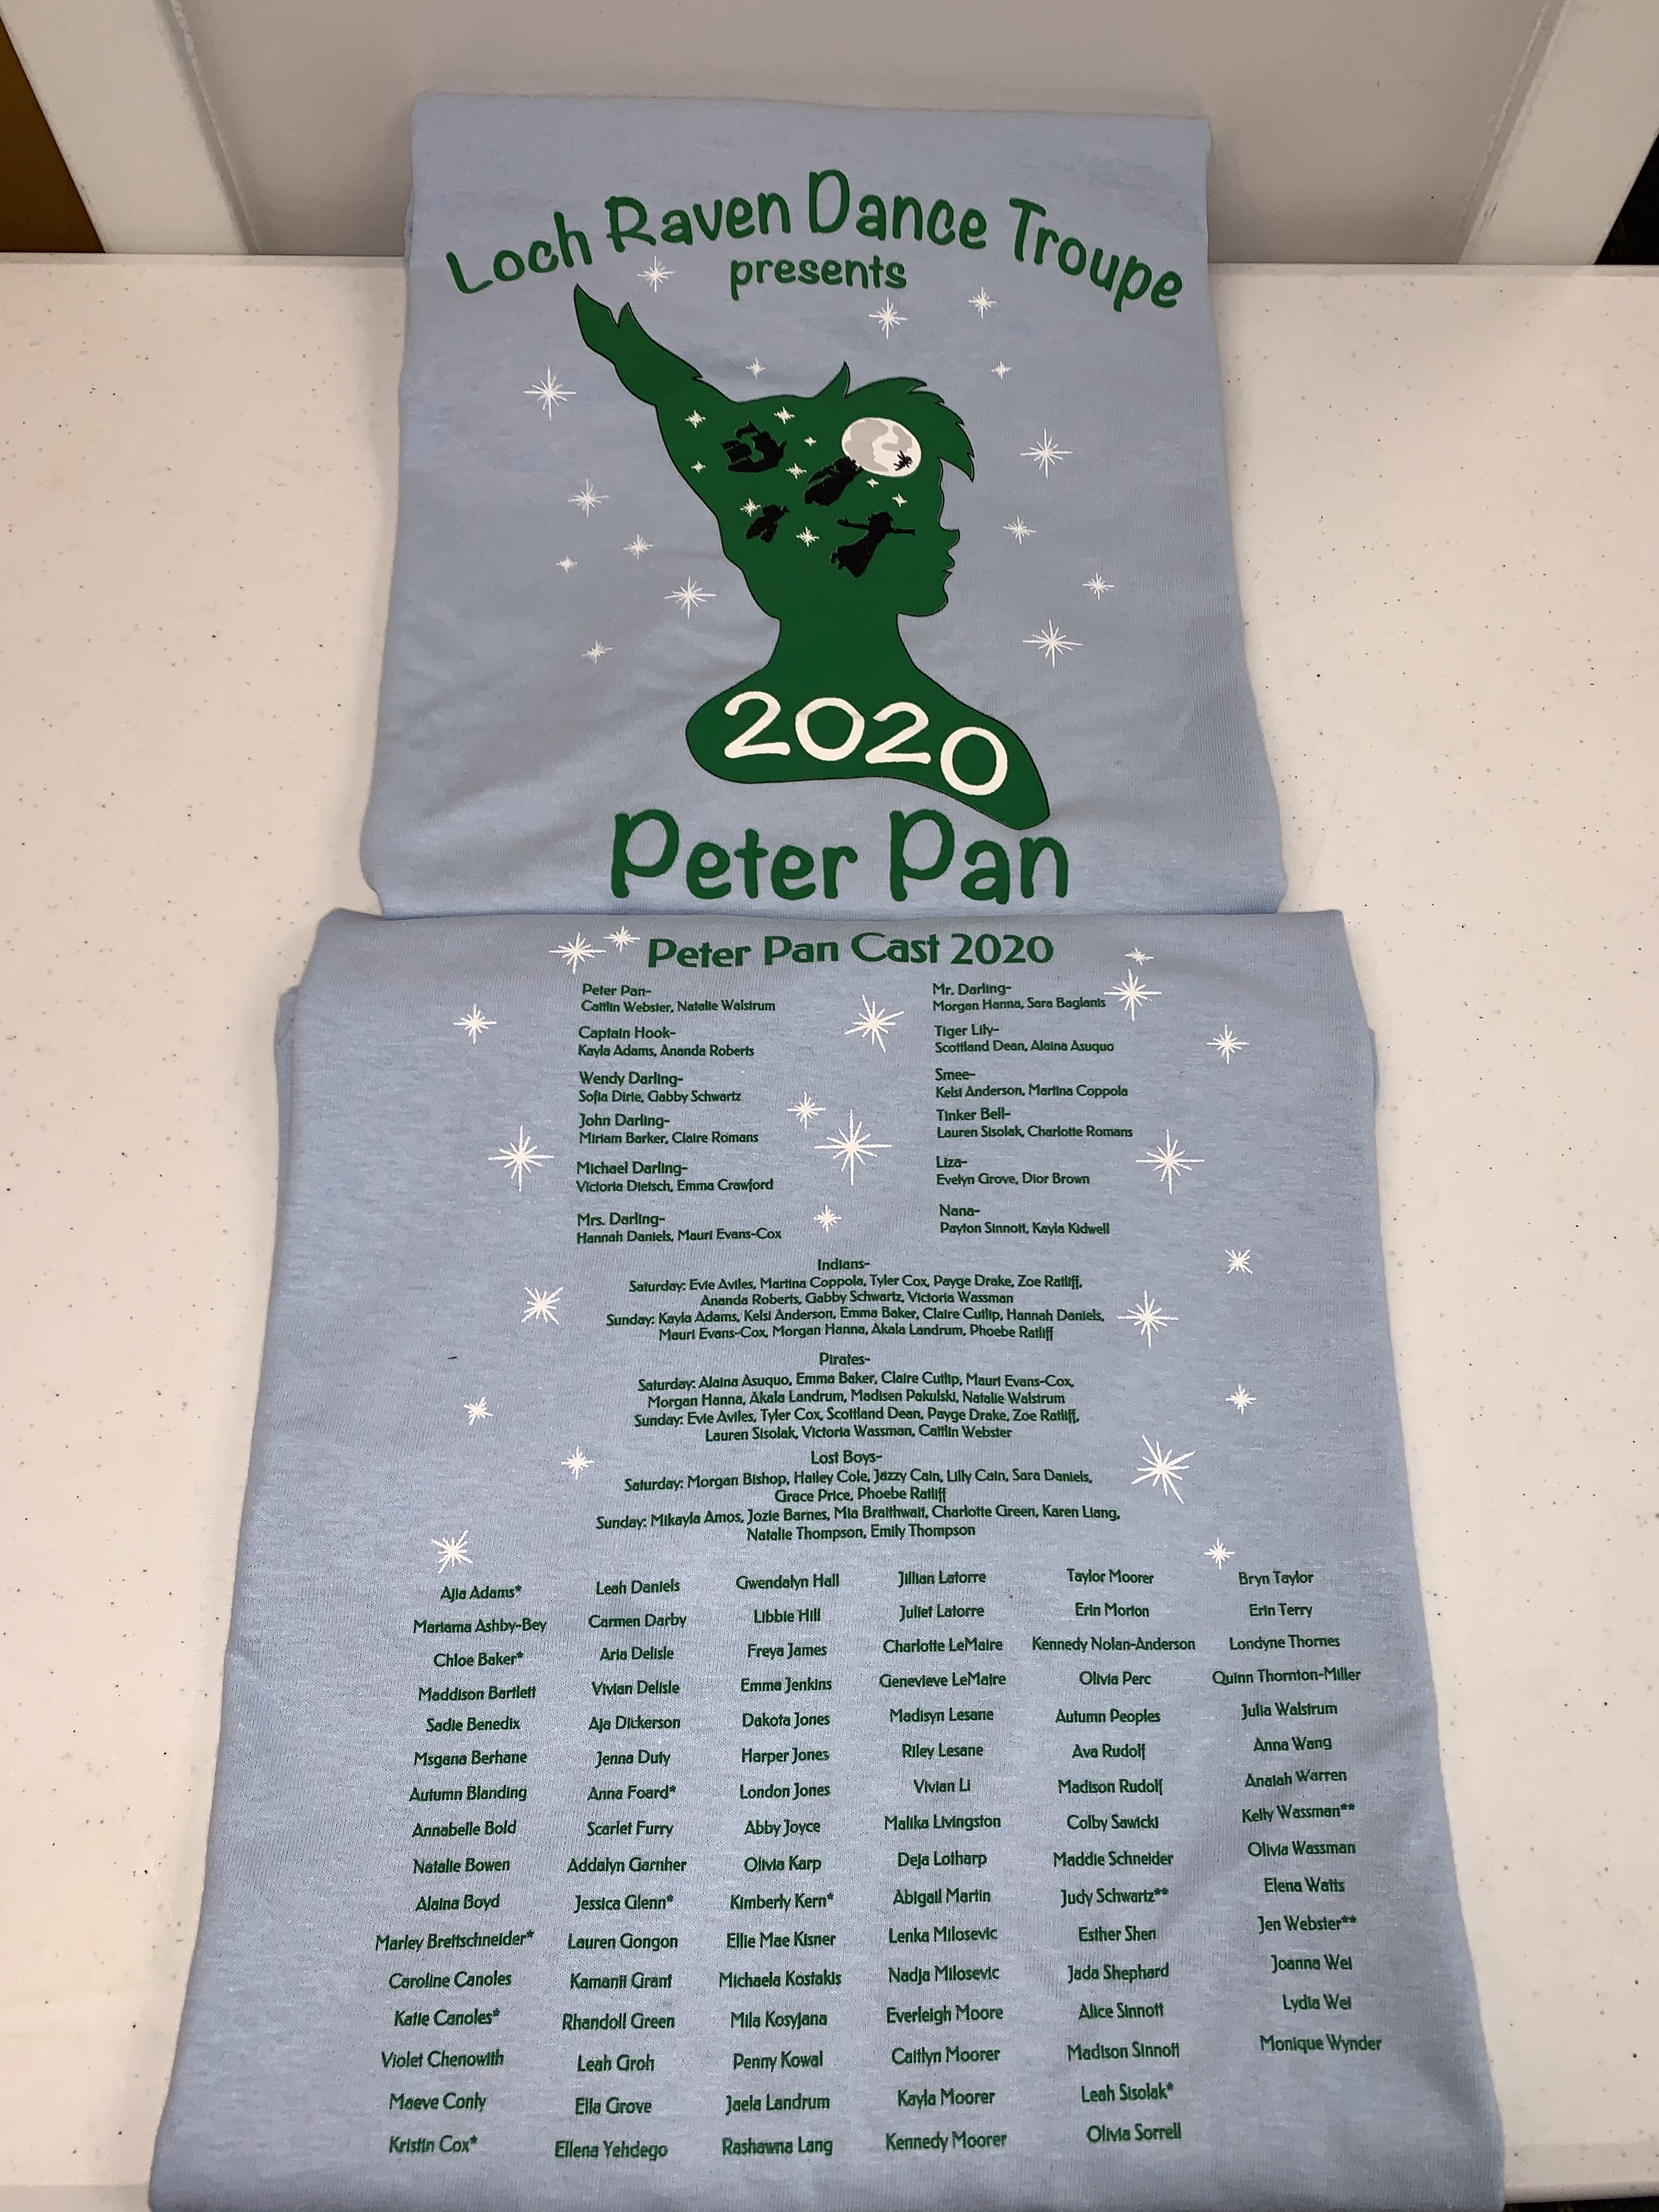 Loch Raven Dance Troupe
presents
2020
Peter Pan
Peter Pan Cast 2020
Peter Pan-
Caitlin Webster, Natalie Walstrum
Captain Hook-
Kayla Adams, Ananda Roberts
Wendy Darling-
Sofia Dirie, Gabby Schwartz
John Darling-
Miriam Barker, Claire Romans
Michael Darling-
Victoria Dietsch, Emma Crawford
Mrs. Darling-
Hannah Daniels, Mauri Evans-Cox
Mr. Darling-
Morgan Hanna, Sara Baglanis
Tiger Lily-
Scottland Dean, Alaina Asuquo
Smee-
Kelsi Anderson, Martina Coppola
Tinker Bell-
Lauren Sisolak, Charlotte Romans
Liza-
Evelyn Grove, Dior Brown
Nana-
Payton Sinnott, Kayla Kidwell
Indians-
Saturday: Evie Aviles, Martina Coppola, Tyler Cox, Payge Drake, Zoe Ratliff,
Ananda Roberts, Gabby Schwartz, Victoria Wassman
Sunday: Kayla Adams, Kelsi Anderson, Emma Baker, Claire Cutlip, Hannah Daniels,
Mauri Evans-Cox, Morgan Hanna, Akala Landrum, Phoebe Ratliff
Pirates-
Saturday: Alaina Asuquo, Emma Baker, Claire Cutlip, Mauri Evans-Cox,
Morgan Hanna, Akala Landrum, Madisen Pakulski, Natalie Walstrum
Sunday: Evie Aviles, Tyler Cox, Scottland Dean, Payge Drake, Zoe Ratliff,
Lauren Sisolak, Victoria Wassman, Caitlin Webster
Lost Boys-
Saturday: Morgan Bishop, Hailey Cole, Jazzy Cain, Lilly Cain, Sara Daniels,
Grace Price, Phoebe Ratliff
Sunday: Mikayla Amos, Jozie Barnes, Mia Braithwait, Charlotte Green, Karen Liang,
Natalie Thompson, Emily Thompson
Ajia Adams*
Mariama Ashby-Bey
Chloe Baker*
Maddison Bartlett
Sadie Benedix
Msgana Berhane
Autumn Blanding
Annabelle Bold
Natalie Bowen
Alaina Boyd
Marley Brettschneider*
Caroline Canoles
Katie Canoles*
Violet Chenowith
Maeve Conly
Kristin Cox*
Leah Daniels
Carmen Darby
Aria Delisle
Vivian Delisle
Aja Dickerson
Jenna Duty
Anna Foard*
Scarlet Furry
Addalyn Garnher
Jessica Glenn*
Lauren Gongon
Kamanii Grant
Rhandoll Green
Leah Groh
Ella Grove
Ellena Yehdego
Gwendalyn Hall
Libbie Hill
Freya James
Emma Jenkins
Dakota Jones
Harper Jones
London Jones
Abby Joyce
Olivia Karp
Kimberly Kern*
Ellie Mae Kisner
Michaela Kostakis
Mila Kosyjana
Penny Kowal
Jaela Landrum
Rashawna Lang
Jillian Latorre
Juliet Latorre
Charlotte LeMaire
Genevieve LeMaire
Madisyn Lesane
Riley Lesane
Vivian Li
Malika Livingston
Deja Lotharp
Abigail Martin
Lenka Milosevic
Nadja Milosevic
Everleigh Moore
Caitlyn Moorer
Kayla Moorer
Kennedy Moorer
Taylor Moorer
Erin Morton
Kennedy Nolan-Anderson
Olivia Perc
Autumn Peoples
Ava Rudolf
Madison Rudolf
Colby Sawicki
Maddie Schneider
Judy Schwartz**
Esther Shen
Jada Shephard
Alice Sinnott
Madison Sinnott
Leah Sisolak*
Olivia Sorrell
Bryn Taylor
Erin Terry
Londyne Thornes
Quinn Thornton-Miller
Julia Walstrum
Anna Wang
Anaiah Warren
Kelly Wassman**
Olivia Wassman
Elena Watts
Jen Webster**
Joanna Wei
Lydia Wei
Monique Wynder